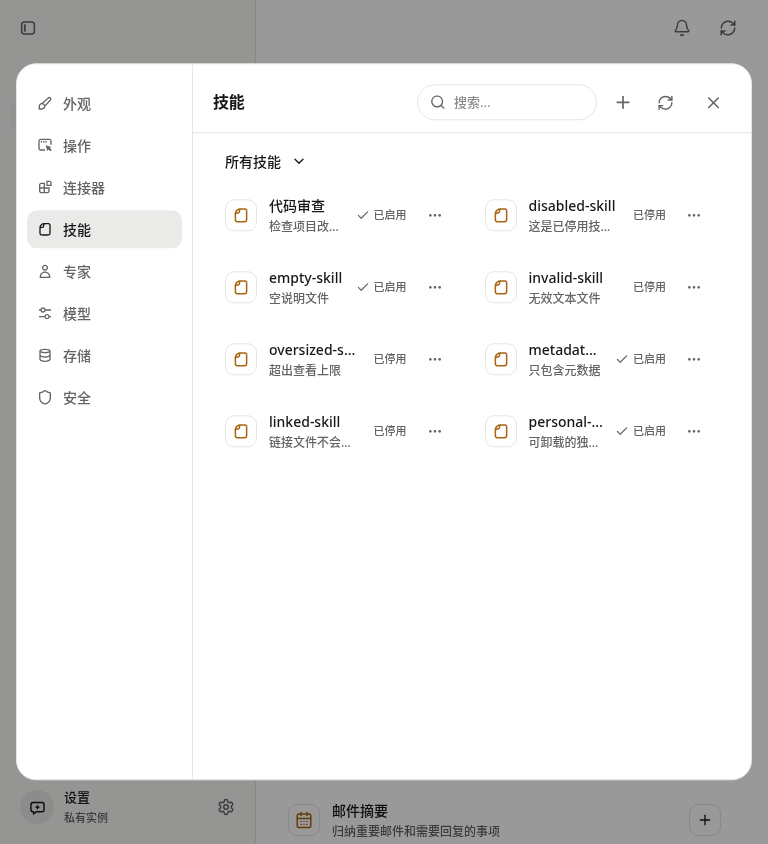 外观
操作
连接器
技能
专家
模型
存储
安全
技能
搜索...
所有技能
代码审查
检查项目改...
已启用
disabled-skill
这是已停用技...
已停用
empty-skill
空说明文件
已启用
invalid-skill
无效文本文件
已停用
oversized-s...
超出查看上限
已停用
metadat...
只包含元数据
已启用
linked-skill
链接文件不会...
已停用
personal-...
可卸载的独...
已启用
设置
私有实例
邮件摘要
归纳重要邮件和需要回复的事项